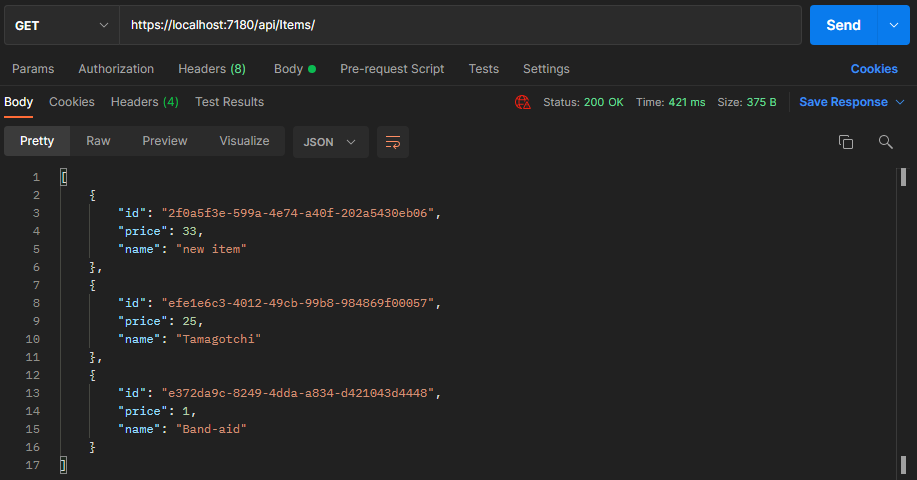 GET https://localhost:7180/api/Items/ Send
Params Authorization Headers (8) Body Pre-request Script Tests Settings Cookies
Body Cookies Headers (4) Test Results Status: 200 OK Time: 421 ms Size: 375 B Save Response
Pretty Raw Preview Visualize JSON
1 [
2 {
3 "id": "2f0a5f3e-599a-4e74-a40f-202a5430eb06",
4 "price": 33,
5 "name": "new item"
6 },
7 {
8 "id": "efe1e6c3-4012-49cb-99b8-984869f00057",
9 "price": 25,
10 "name": "Tamagotchi"
11 },
12 {
13 "id": "e372da9c-8249-4dda-a834-d421043d4448",
14 "price": 1,
15 "name": "Band-aid"
16 }
17 ]